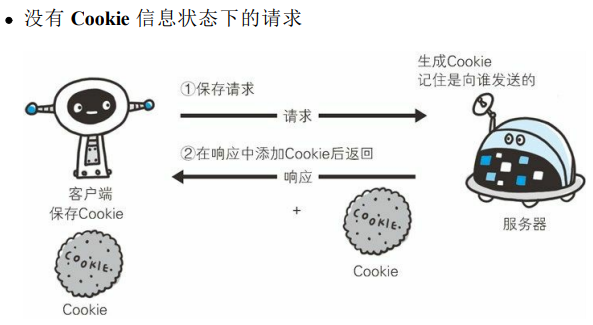 • 没有 Cookie 信息状态下的请求
生成Cookie
记住是向谁发送的
①保存请求
请求
②在响应中添加Cookie后返回
响应
客户端
保存Cookie
+
COOKIE.
服务器
COOKIE.
Cookie
Cookie